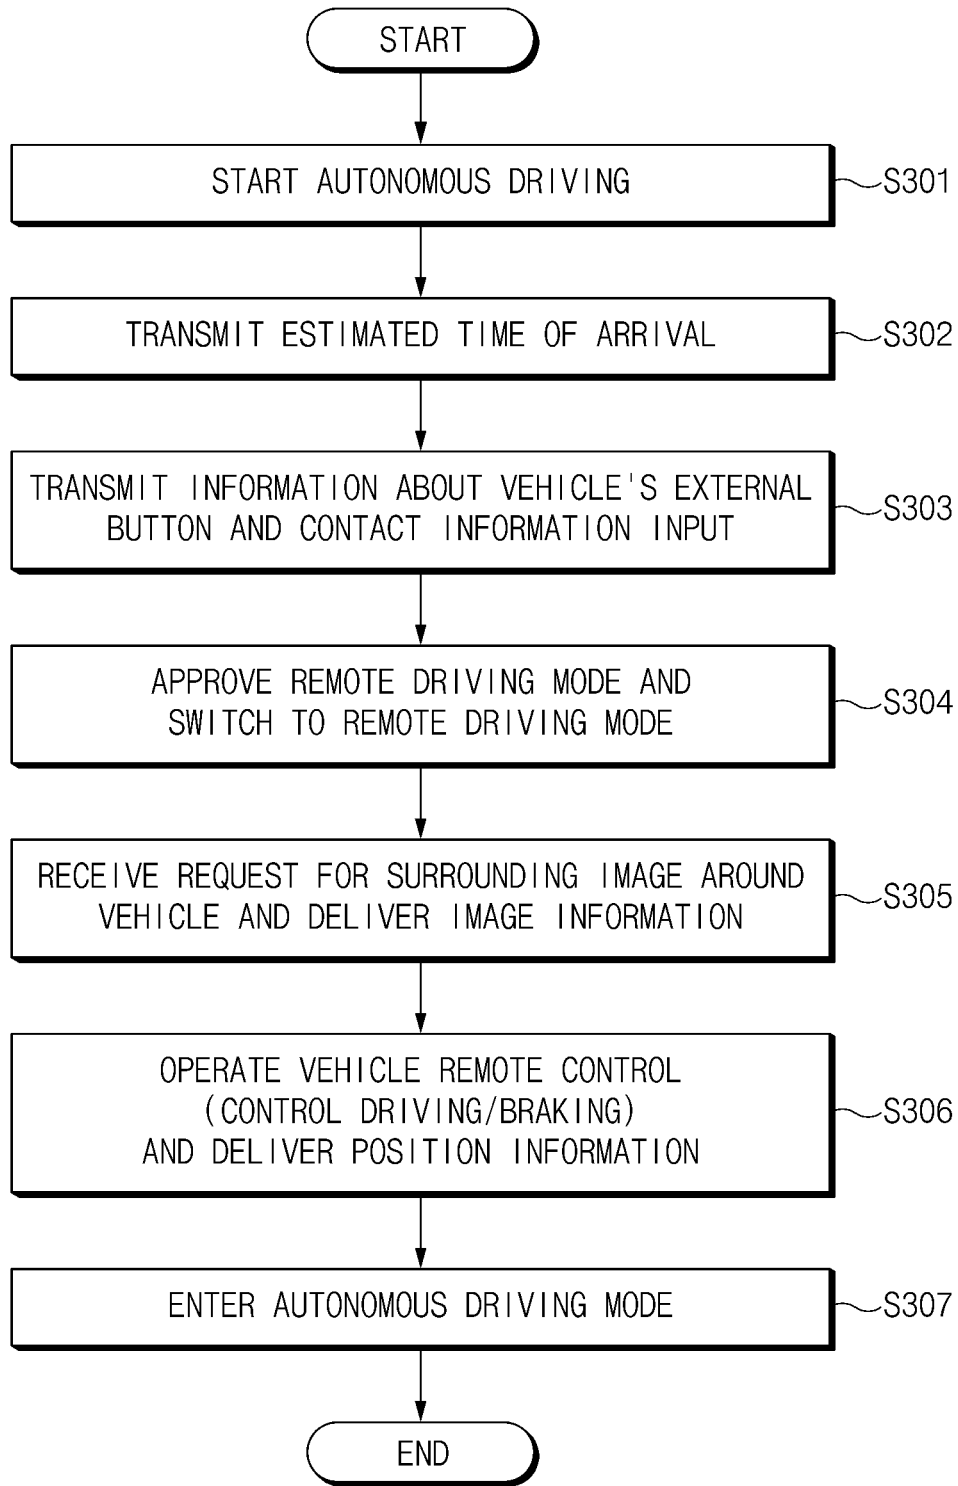 START
START AUTONOMOUS DRIVING
S301
TRANSMIT ESTIMATED TIME OF ARRIVAL
S302
TRANSMIT INFORMATION ABOUT VEHICLE'S EXTERNAL
BUTTON AND CONTACT INFORMATION INPUT
S303
APPROVE REMOTE DRIVING MODE AND
SWITCH TO REMOTE DRIVING MODE
S304
RECEIVE REQUEST FOR SURROUNDING IMAGE AROUND
VEHICLE AND DELIVER IMAGE INFORMATION
S305
OPERATE VEHICLE REMOTE CONTROL
(CONTROL DRIVING/BRAKING)
AND DELIVER POSITION INFORMATION
S306
ENTER AUTONOMOUS DRIVING MODE
S307
END